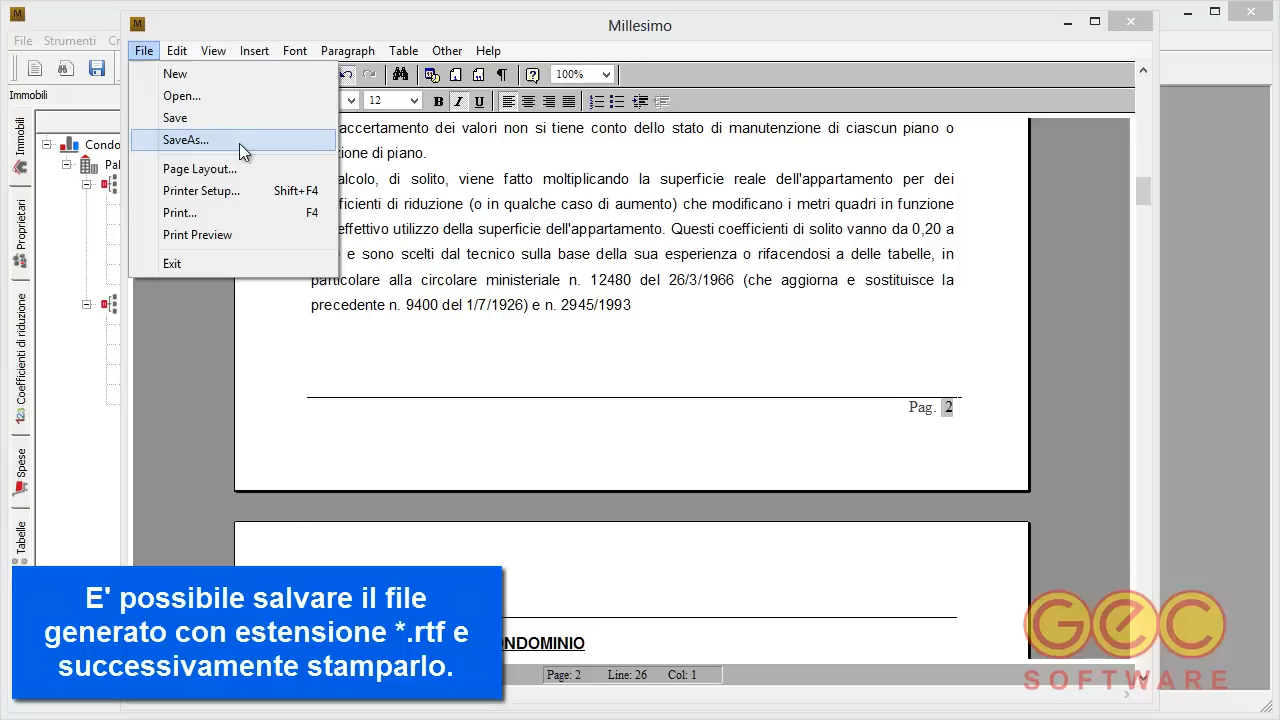 Millesimo
File Strumenti
File Edit View Insert Font Paragraph Table Other Help
New
Open...
Save
SaveAs...
Page Layout...
Printer Setup... Shift+F4
Print... F4
Print Preview
Exit
100%
12 B I U
Immobili
Immobili
Proprietari
Coefficienti di riduzione
Spese
Tabelle
Condo
Pal
accertamento dei valori non si tiene conto dello stato di manutenzione di ciascun piano o
zione di piano.
alcolo, di solito, viene fatto moltiplicando la superficie reale dell'appartamento per dei
ficienti di riduzione (o in qualche caso di aumento) che modificano i metri quadri in funzione
effettivo utilizzo della superficie dell'appartamento. Questi coefficienti di solito vanno da 0,20 a
e sono scelti dal tecnico sulla base della sua esperienza o rifacendosi a delle tabelle, in
particolare alla circolare ministeriale n. 12480 del 26/3/1966 (che aggiorna e sostituisce la
precedente n. 9400 del 1/7/1926) e n. 2945/1993
Pag. 2
ONDOMINIO
E' possibile salvare il file
generato con estensione *.rtf e
successivamente stamparlo.
Page: 2 Line: 26 Col: 1
GEC
SOFTWARE